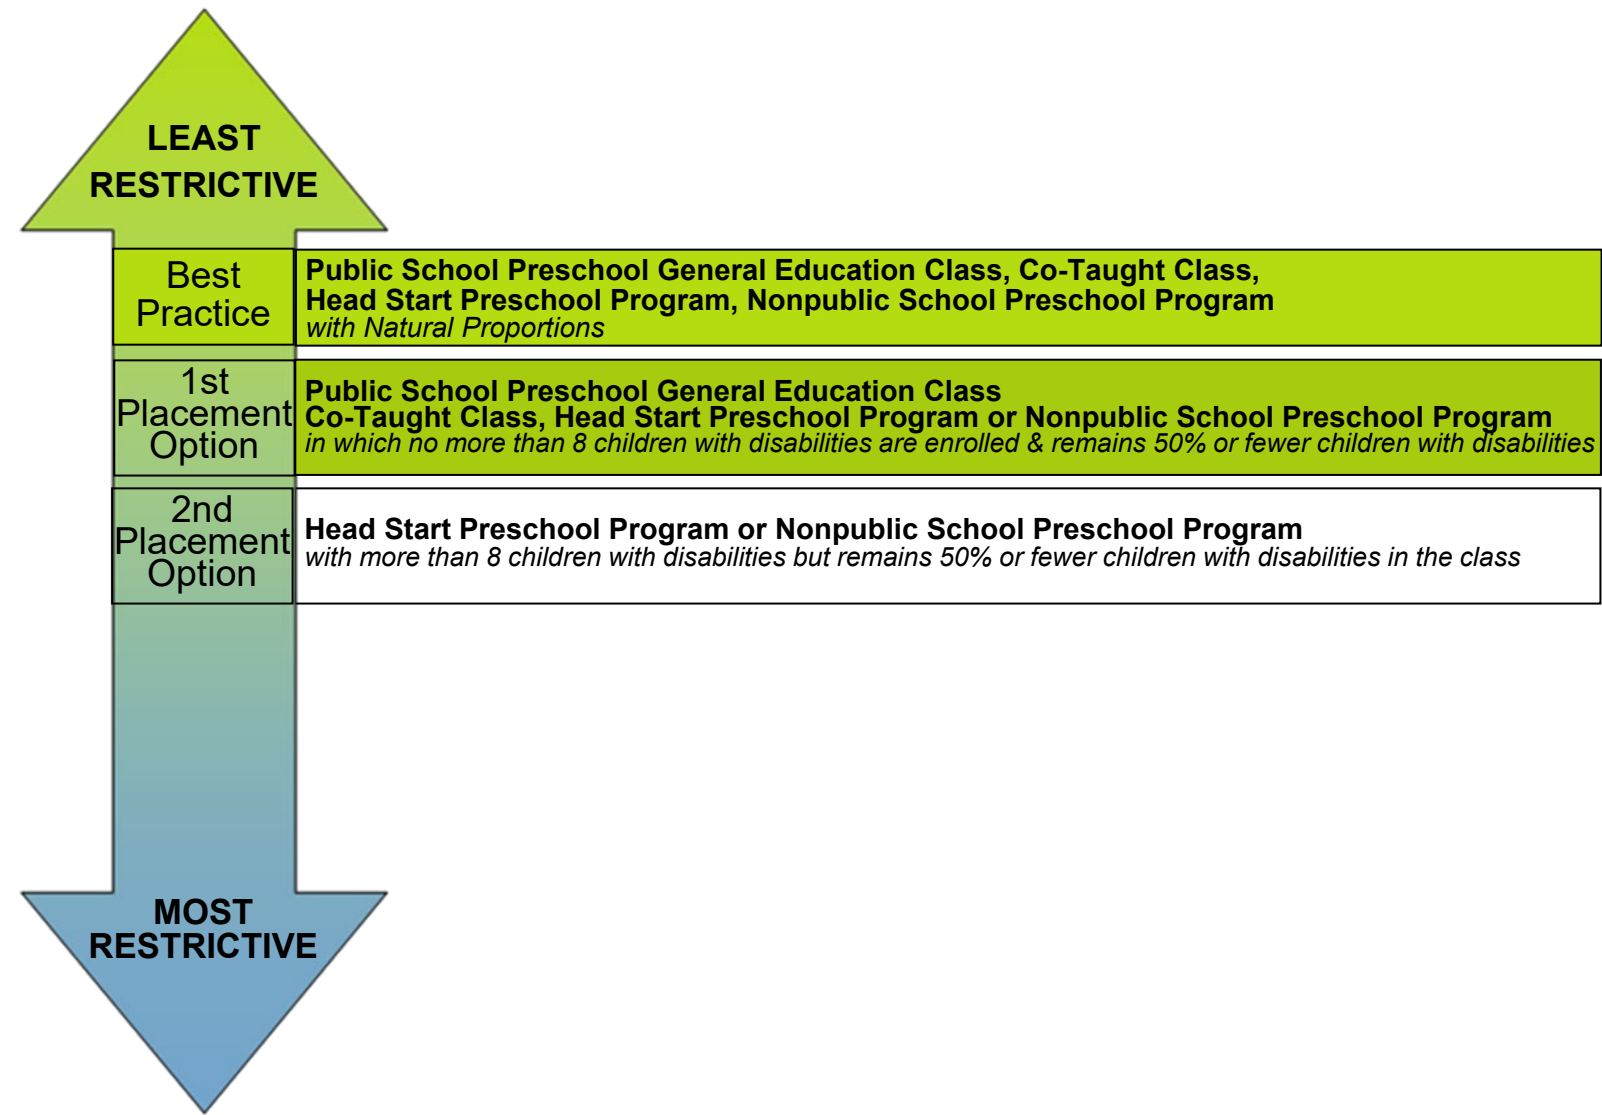 LEAST
RESTRICTIVE
Best
Practice
Public School Preschool General Education Class, Co-Taught Class,
Head Start Preschool Program, Nonpublic School Preschool Program
with Natural Proportions
1st
Placement
Option
Public School Preschool General Education Class
Co-Taught Class, Head Start Preschool Program or Nonpublic School Preschool Program
in which no more than 8 children with disabilities are enrolled & remains 50% or fewer children with disabilities
2nd
Placement
Option
Head Start Preschool Program or Nonpublic School Preschool Program
with more than 8 children with disabilities but remains 50% or fewer children with disabilities in the class
MOST
RESTRICTIVE